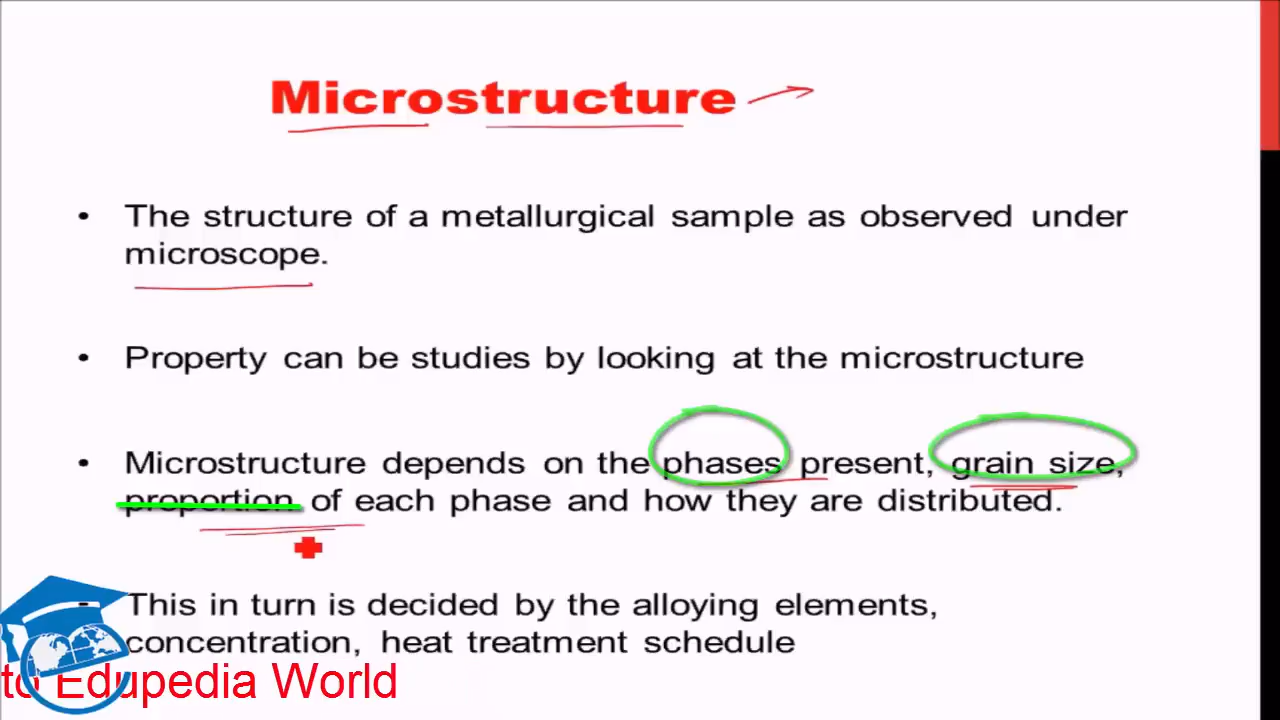 Microstructure
• The structure of a metallurgical sample as observed under
microscope.
• Property can be studies by looking at the microstructure
• Microstructure depends on the phases present, grain size,
proportion of each phase and how they are distributed.
• This in turn is decided by the alloying elements,
concentration, heat treatment schedule
to Edupedia World